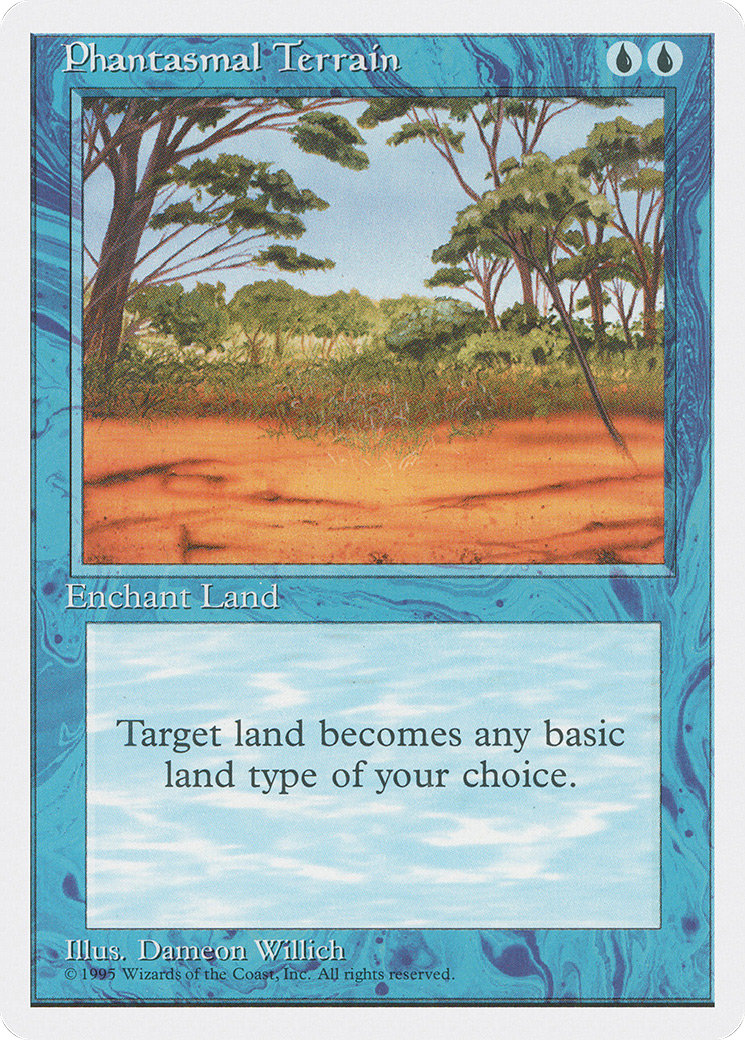 Phantasmal Terrain
Enchant Land
Target land becomes any basic
land type of your choice.
Illus. Dameon Willich
© 1995 Wizards of the Coast, Inc. All rights reserved.